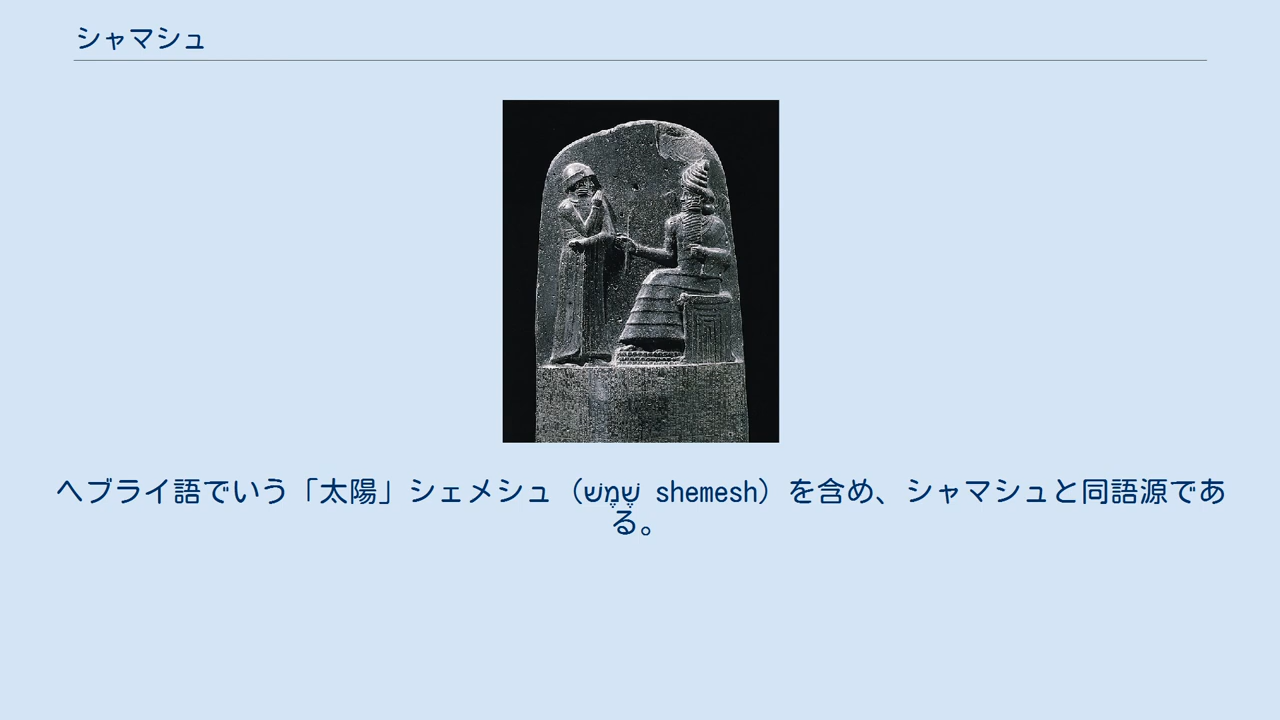 シャマシュ
ヘブライ語でいう「太陽」シェメシュ（שֶׁמֶשׁ shemesh）を含め、シャマシュと同語源であ
る。